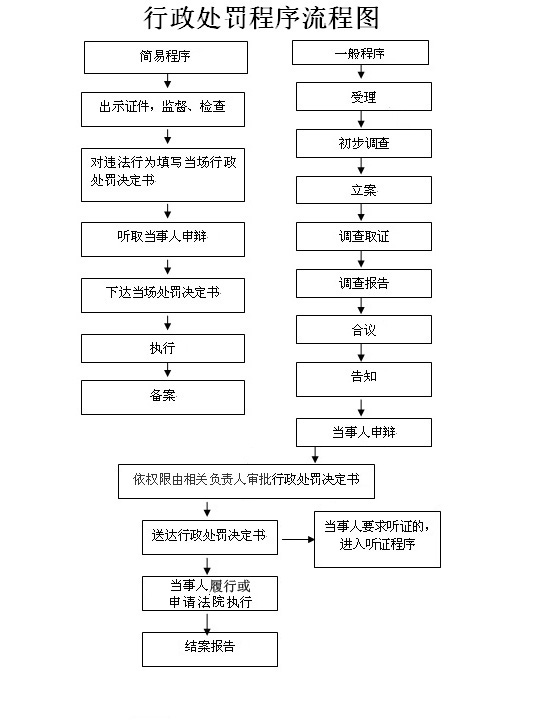 行政处罚程序流程图
简易程序
出示证件，监督、检查
对违法行为填写当场行政
处罚决定书
听取当事人申辩
下达当场处罚决定书
执行
备案
一般程序
受理
初步调查
立案
调查取证
调查报告
合议
告知
当事人申辩
依权限由相关负责人审批行政处罚决定书
送达行政处罚决定书
当事人要求听证的，
进入听证程序
当事人履行或
申请法院执行
结案报告